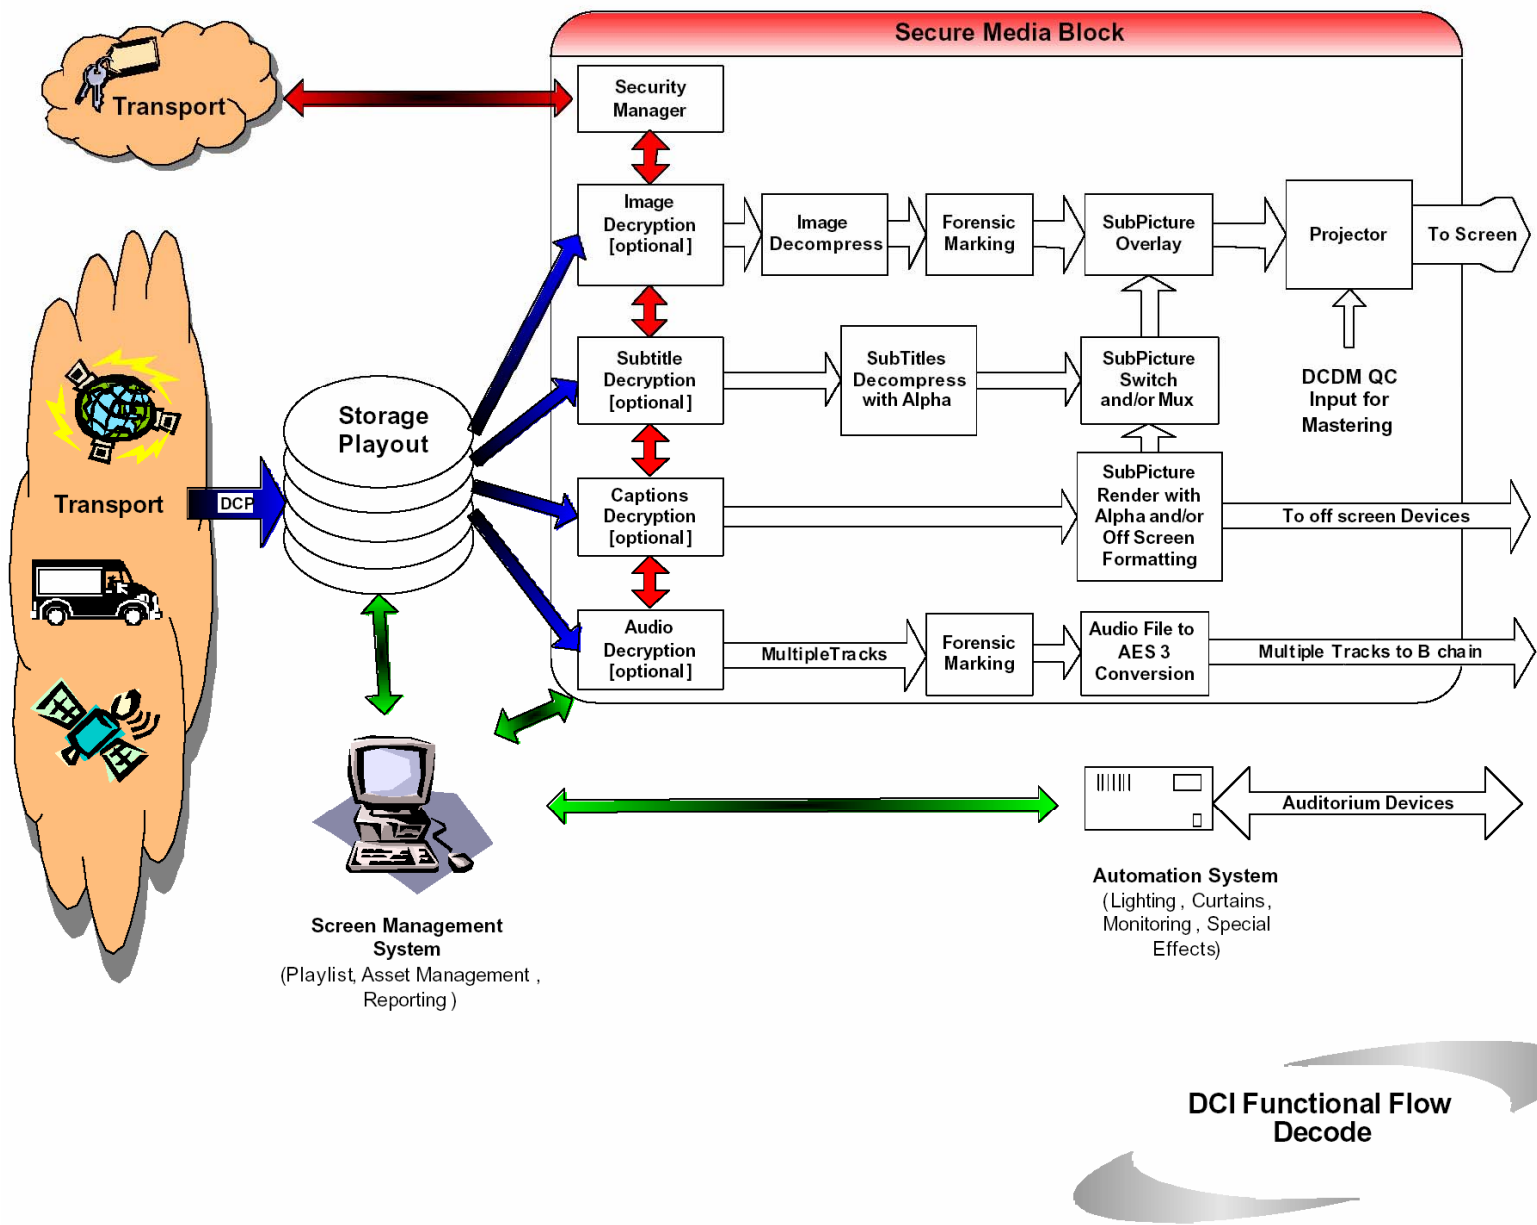 Secure Media Block
Transport
Security
Manager
Image
Decryption
[optional]
Image
Decompress
Forensic
Marking
SubPicture
Overlay
Projector
To Screen
Subtitle
Decryption
[optional]
SubTitles
Decompress
with Alpha
SubPicture
Switch
and/or Mux
DCDM QC
Input for
Mastering
Storage
Playout
Transport
DCP
Captions
Decryption
[optional]
SubPicture
Render with
Alpha and/or
Off Screen
Formatting
To off screen Devices
Audio
Decryption
[optional]
MultipleTracks
Forensic
Marking
Audio File to
AES 3
Conversion
Multiple Tracks to B chain
Auditorium Devices
Automation System
(Lighting, Curtains,
Monitoring, Special
Effects)
Screen Management
System
(Playlist, Asset Management,
Reporting)
DCI Functional Flow
Decode